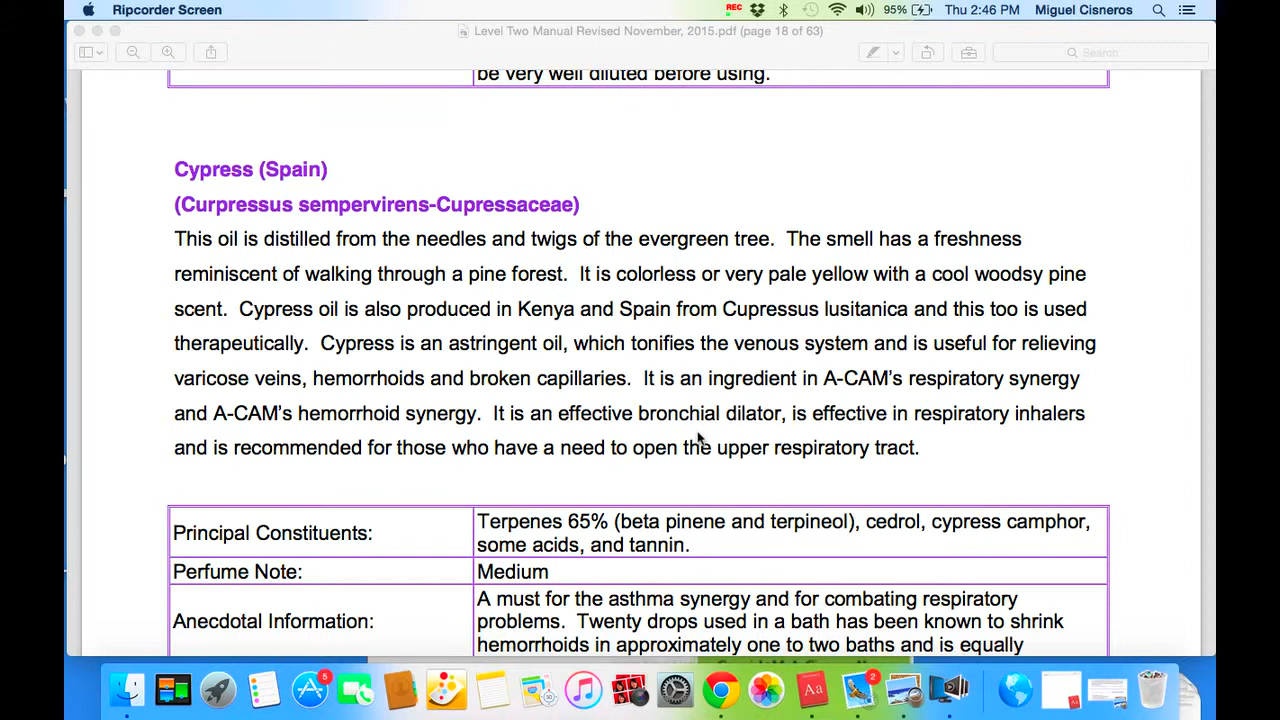 Ripcorder Screen
REC
95%
Thu 2:46 PM
Miguel Cisneros
Level Two Manual Revised November, 2015.pdf (page 18 of 63)
Search
be very well diluted before using.
Cypress (Spain)
(Curpressus sempervirens-Cupressaceae)
This oil is distilled from the needles and twigs of the evergreen tree. The smell has a freshness
reminiscent of walking through a pine forest. It is colorless or very pale yellow with a cool woodsy pine
scent. Cypress oil is also produced in Kenya and Spain from Cupressus lusitanica and this too is used
therapeutically. Cypress is an astringent oil, which tonifies the venous system and is useful for relieving
varicose veins, hemorrhoids and broken capillaries. It is an ingredient in A-CAM's respiratory synergy
and A-CAM's hemorrhoid synergy. It is an effective bronchial dilator, is effective in respiratory inhalers
and is recommended for those who have a need to open the upper respiratory tract.
Principal Constituents:
Terpenes 65% (beta pinene and terpineol), cedrol, cypress camphor,
some acids, and tannin.
Perfume Note:
Medium
Anecdotal Information:
A must for the asthma synergy and for combating respiratory
problems. Twenty drops used in a bath has been known to shrink
hemorrhoids in approximately one to two baths and is equally
5
Aa
2